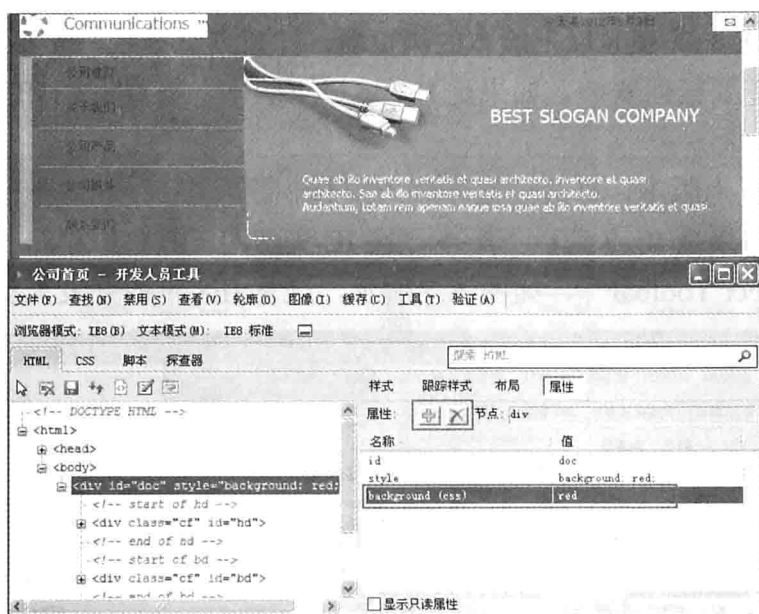 Communications
BEST SLOGAN COMPANY
Quae ab illo inventore veritatis et quasi architecto, inventore et quasi
architecto. Sae ab illo inventore veritatis et quasi architecto.
Audantium, totam rem aperiam eaque ipsa quae ab illo inventore veritatis et quasi.
公司首页 - 开发人员工具
文件(F) 查找(N) 禁用(S) 查看(V) 轮廓(O) 图像(I) 缓存(C) 工具(T) 验证(A)
浏览器模式: IE8(B) 文本模式(M): IE8 标准
HTML CSS 脚本 探查器
搜索 HTML
样式 跟踪样式 布局 属性
属性: 节点: div
名称 值
id doc
style background: red;
background (css) red
<!-- DOCTYPE HTML -->
<html>
<head>
<body>
<div id="doc" style="background: red;
<!-- start of hd -->
<div class="cf" id="hd">
<!-- end of hd -->
<!-- start of bd -->
<div class="cf" id="bd">
<!-- end of bd -->
显示只读属性